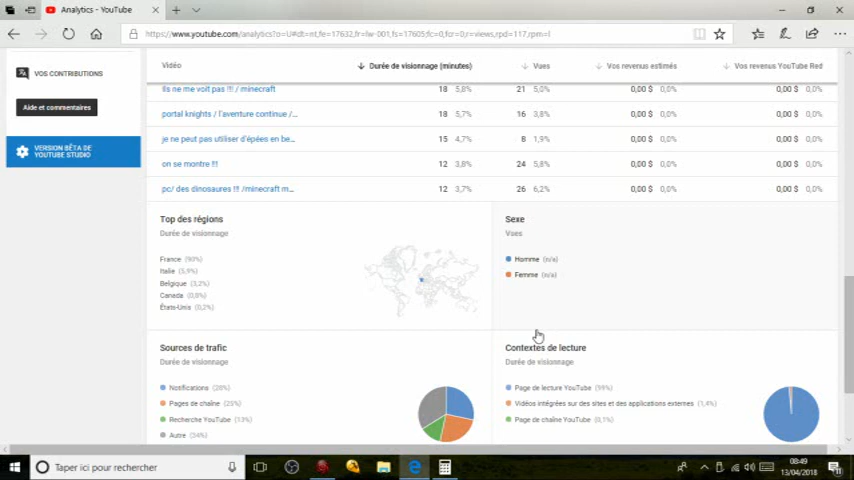 Analytics - YouTube
https://www.youtube.com/analytics?o=U#dt=nt,fe=17632,fr=lw-001,fs=17605;fc=0,fcr=0;r=views,rpd=117,rpm=l
VOS CONTRIBUTIONS
Aide et commentaires
VERSION BÊTA DE
YOUTUBE STUDIO
Vidéo Durée de visionnage (minutes) Vues Vos revenus estimés Vos revenus YouTube Red
ils ne me voit pas !!! / minecraft 18 5,8% 21 5,0% 0,00 $ 0,0% 0,00 $ 0,0%
portal knights / l'aventure continue /... 18 5,7% 16 3,8% 0,00 $ 0,0% 0,00 $ 0,0%
je ne peut pas utiliser d'épées en be... 15 4,7% 8 1,9% 0,00 $ 0,0% 0,00 $ 0,0%
on se montre !!! 12 3,8% 24 5,8% 0,00 $ 0,0% 0,00 $ 0,0%
pc/ des dinosaures !!! /minecraft m... 12 3,7% 26 6,2% 0,00 $ 0,0% 0,00 $ 0,0%
Top des régions
Durée de visionnage
France (90%)
Italie (5,9%)
Belgique (3,2%)
Canada (0,8%)
États-Unis (0,2%)
Sexe
Vues
Homme (n/a)
Femme (n/a)
Sources de trafic
Durée de visionnage
Notifications (28%)
Pages de chaîne (25%)
Recherche YouTube (13%)
Autre (34%)
Contextes de lecture
Durée de visionnage
Page de lecture YouTube (99%)
Vidéos intégrées sur des sites et des applications externes (1,4%)
Page de chaîne YouTube (0,1%)
Taper ici pour rechercher
08:49
13/04/2018